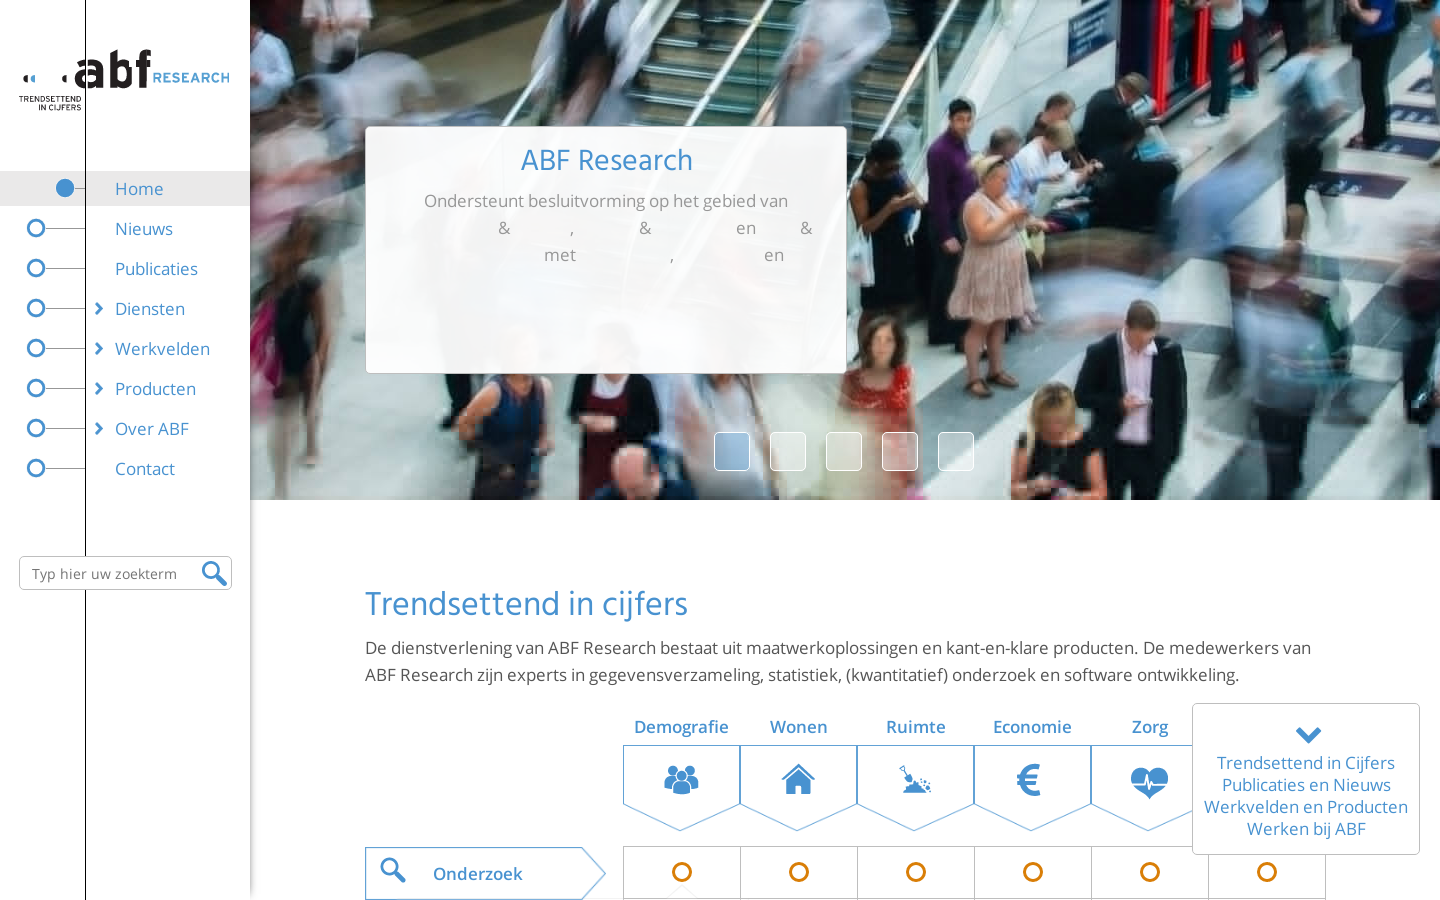 abf RESEARCH
TRENDSETTEND
IN CIJFERS
Home
Nieuws
Publicaties
Diensten
Werkvelden
Producten
Over ABF
Contact
Typ hier uw zoekterm
ABF Research
Ondersteunt besluitvorming op het gebied van
& , & en &
met , en
Trendsettend in cijfers
De dienstverlening van ABF Research bestaat uit maatwerkoplossingen en kant-en-klare producten. De medewerkers van
ABF Research zijn experts in gegevensverzameling, statistiek, (kwantitatief) onderzoek en software ontwikkeling.
Demografie Wonen Ruimte Economie Zorg
Trendsettend in Cijfers
Publicaties en Nieuws
Werkvelden en Producten
Werken bij ABF
Onderzoek